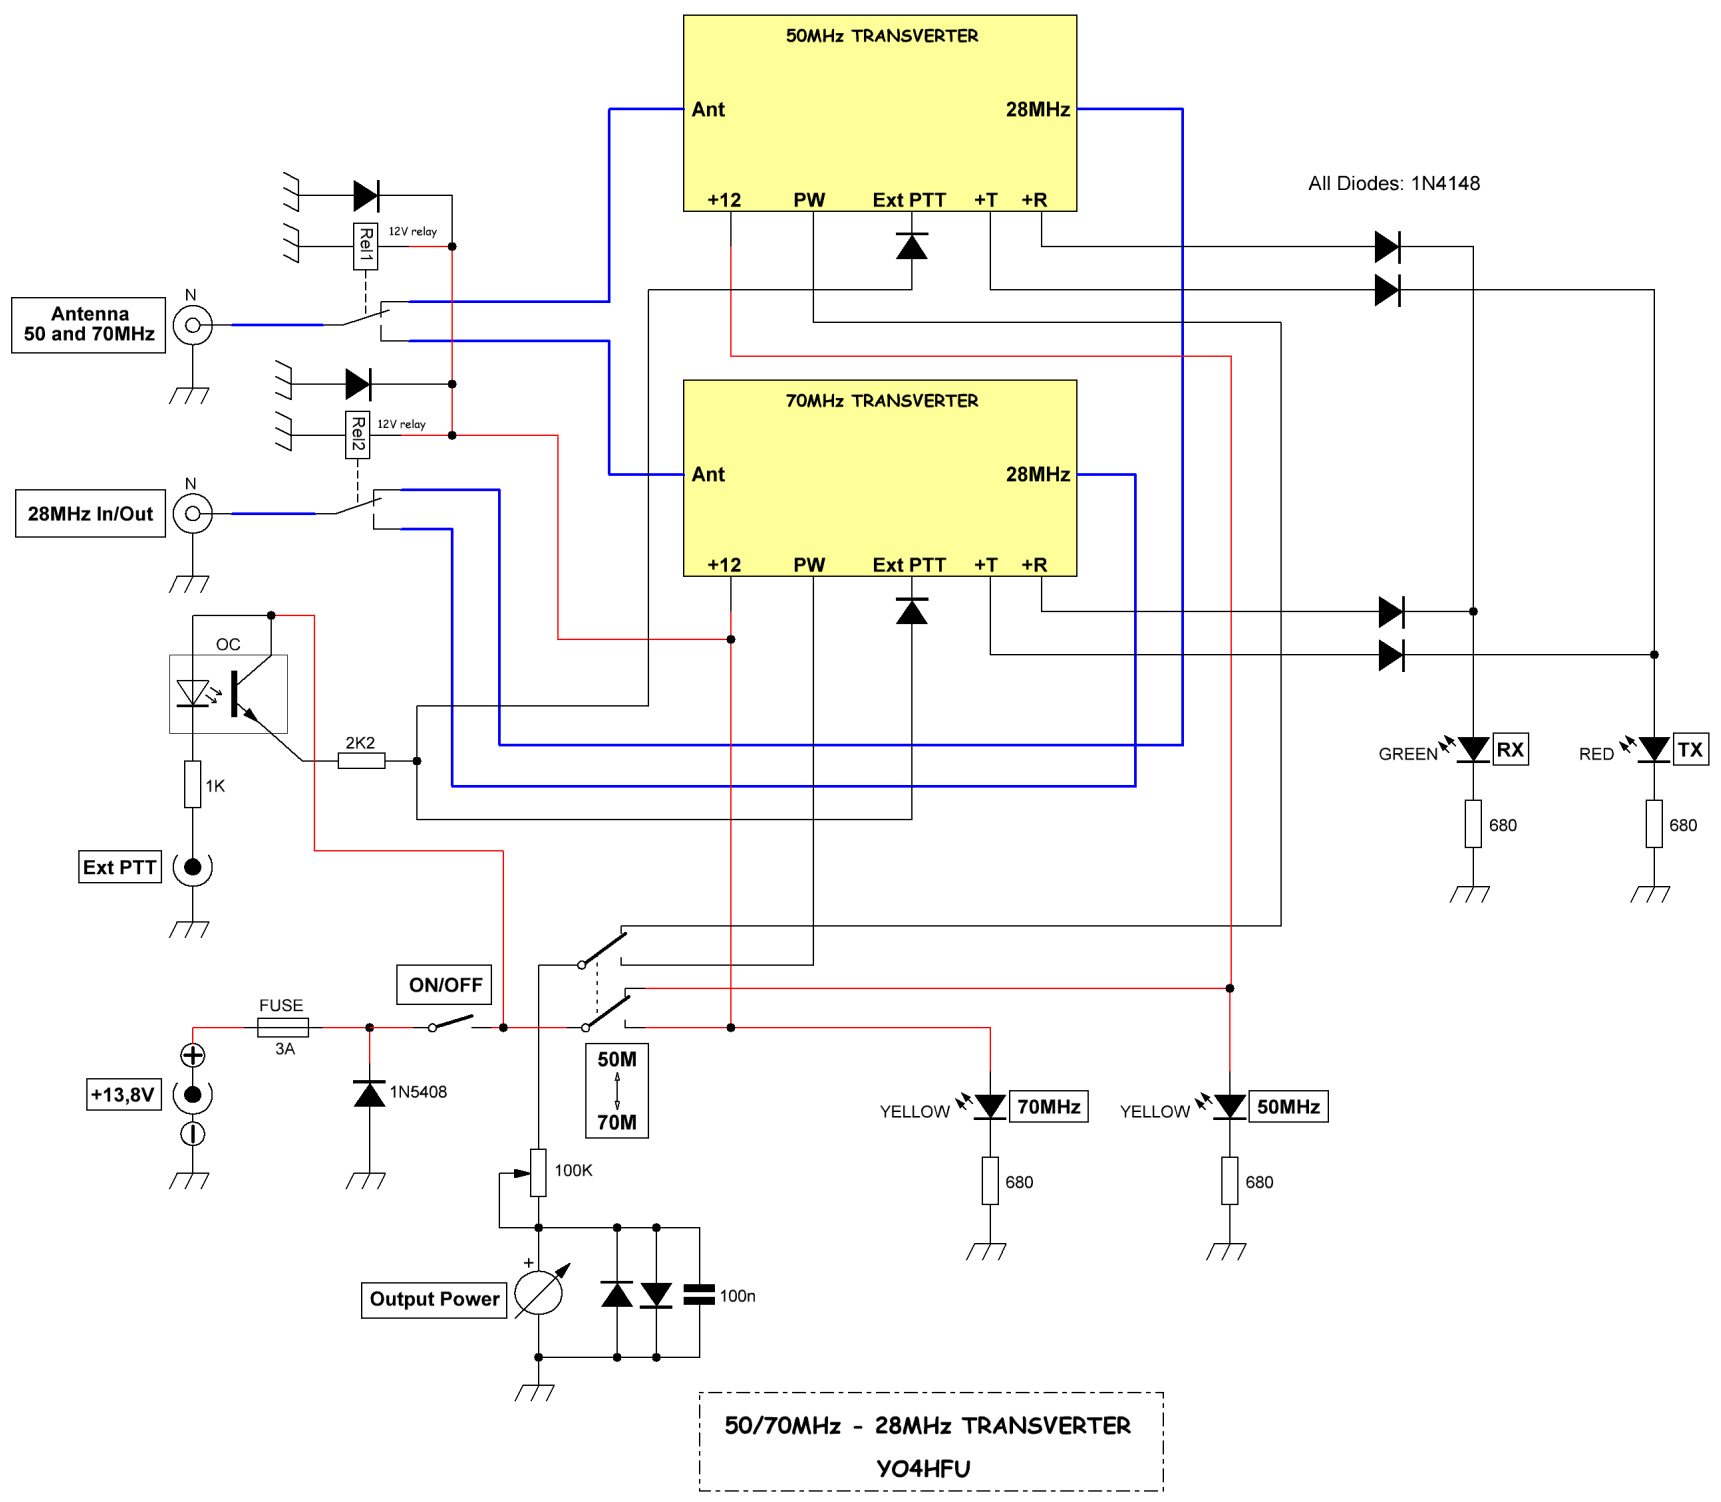 50MHz TRANSVERTER
Ant
28MHz
+12
PW
Ext PTT
+T
+R
All Diodes: 1N4148
Rel1
12V relay
N
Antenna
50 and 70MHz
70MHz TRANSVERTER
Ant
28MHz
+12
PW
Ext PTT
+T
+R
Rel2
12V relay
N
28MHz In/Out
OC
2K2
1K
Ext PTT
GREEN
RX
680
RED
TX
680
ON/OFF
FUSE
3A
+
+13,8V
1N5408
50M
70M
YELLOW
70MHz
680
YELLOW
50MHz
680
100K
+
Output Power
100n
50/70MHz - 28MHz TRANSVERTER
YO4HFU